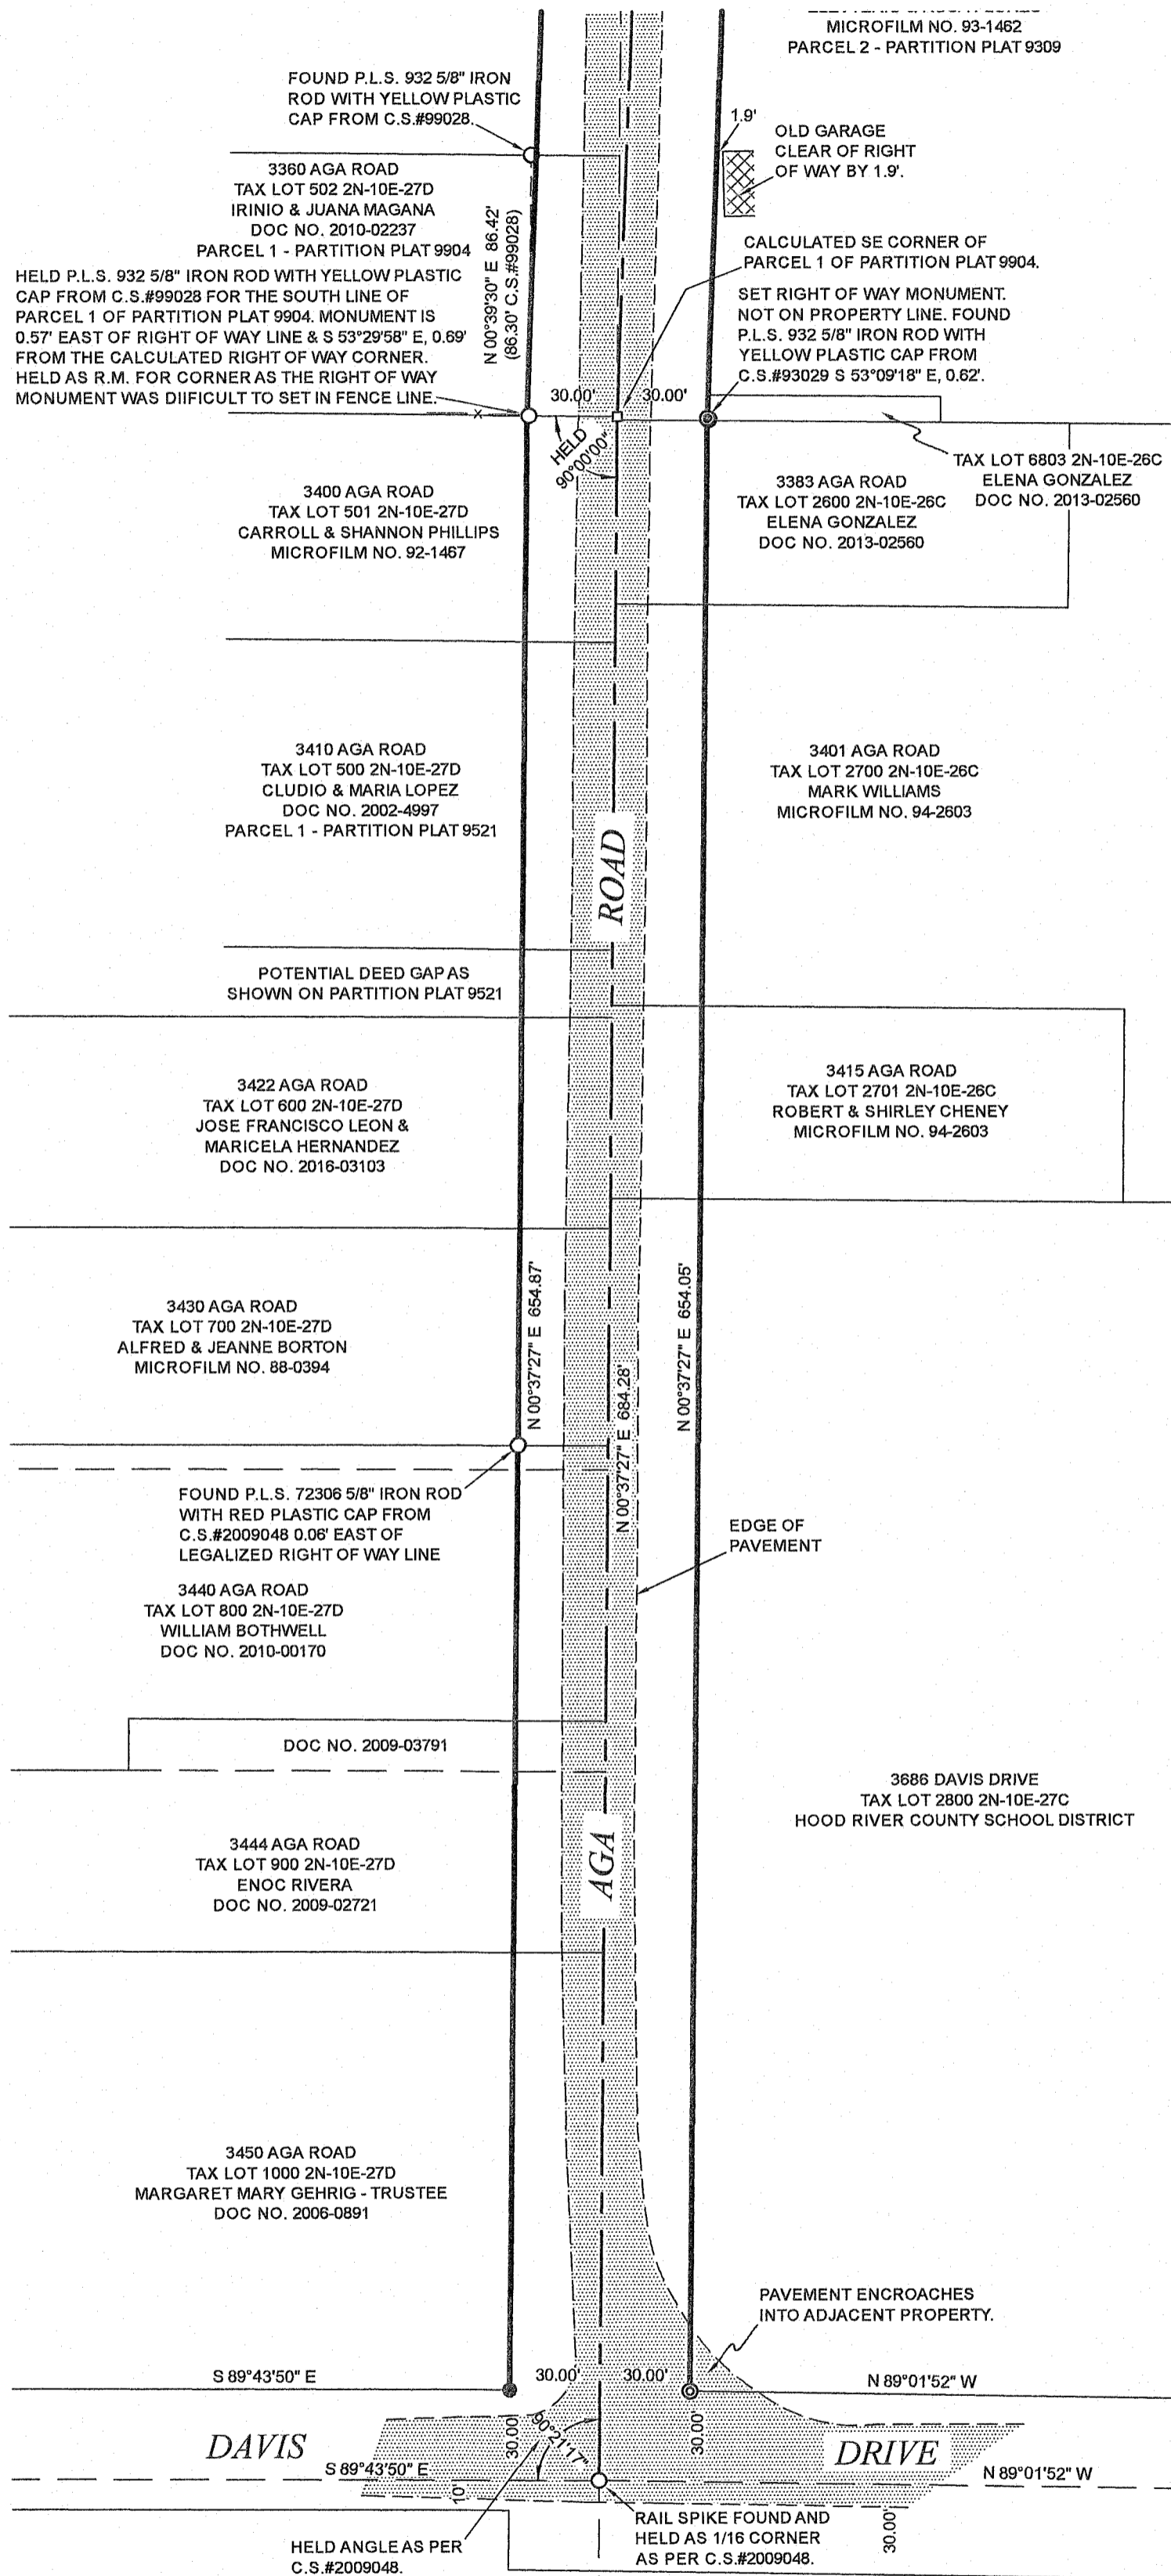 MICROFILM NO. 93-1462
PARCEL 2 - PARTITION PLAT 9309
FOUND P.L.S. 932 5/8" IRON
ROD WITH YELLOW PLASTIC
CAP FROM C.S.#99028.
1.9'
OLD GARAGE
CLEAR OF RIGHT
OF WAY BY 1.9'.
3360 AGA ROAD
TAX LOT 502 2N-10E-27D
IRINIO & JUANA MAGANA
DOC NO. 2010-02237
PARCEL 1 - PARTITION PLAT 9904
N 00°39'30" E 86.42'
(86.30' C.S.#99028)
CALCULATED SE CORNER OF
PARCEL 1 OF PARTITION PLAT 9904.
HELD P.L.S. 932 5/8" IRON ROD WITH YELLOW PLASTIC
CAP FROM C.S.#99028 FOR THE SOUTH LINE OF
PARCEL 1 OF PARTITION PLAT 9904. MONUMENT IS
0.57' EAST OF RIGHT OF WAY LINE & S 53°29'58" E, 0.69'
FROM THE CALCULATED RIGHT OF WAY CORNER.
HELD AS R.M. FOR CORNER AS THE RIGHT OF WAY
MONUMENT WAS DIIFICULT TO SET IN FENCE LINE.
SET RIGHT OF WAY MONUMENT.
NOT ON PROPERTY LINE. FOUND
P.L.S. 932 5/8" IRON ROD WITH
YELLOW PLASTIC CAP FROM
C.S.#93029 S 53°09'18" E, 0.62'.
30.00'
30.00'
x
HELD
90°00'00"
TAX LOT 6803 2N-10E-26C
ELENA GONZALEZ
DOC NO. 2013-02560
3400 AGA ROAD
TAX LOT 501 2N-10E-27D
CARROLL & SHANNON PHILLIPS
MICROFILM NO. 92-1467
3383 AGA ROAD
TAX LOT 2600 2N-10E-26C
ELENA GONZALEZ
DOC NO. 2013-02560
3410 AGA ROAD
TAX LOT 500 2N-10E-27D
CLUDIO & MARIA LOPEZ
DOC NO. 2002-4997
PARCEL 1 - PARTITION PLAT 9521
3401 AGA ROAD
TAX LOT 2700 2N-10E-26C
MARK WILLIAMS
MICROFILM NO. 94-2603
ROAD
POTENTIAL DEED GAP AS
SHOWN ON PARTITION PLAT 9521
3422 AGA ROAD
TAX LOT 600 2N-10E-27D
JOSE FRANCISCO LEON &
MARICELA HERNANDEZ
DOC NO. 2016-03103
3415 AGA ROAD
TAX LOT 2701 2N-10E-26C
ROBERT & SHIRLEY CHENEY
MICROFILM NO. 94-2603
3430 AGA ROAD
TAX LOT 700 2N-10E-27D
ALFRED & JEANNE BORTON
MICROFILM NO. 88-0394
N 00°37'27" E 654.87'
N 00°37'27" E 684.28'
N 00°37'27" E 654.05'
FOUND P.L.S. 72306 5/8" IRON ROD
WITH RED PLASTIC CAP FROM
C.S.#2009048 0.06' EAST OF
LEGALIZED RIGHT OF WAY LINE
EDGE OF
PAVEMENT
3440 AGA ROAD
TAX LOT 800 2N-10E-27D
WILLIAM BOTHWELL
DOC NO. 2010-00170
DOC NO. 2009-03791
3686 DAVIS DRIVE
TAX LOT 2800 2N-10E-27C
HOOD RIVER COUNTY SCHOOL DISTRICT
3444 AGA ROAD
TAX LOT 900 2N-10E-27D
ENOC RIVERA
DOC NO. 2009-02721
AGA
3450 AGA ROAD
TAX LOT 1000 2N-10E-27D
MARGARET MARY GEHRIG - TRUSTEE
DOC NO. 2006-0891
PAVEMENT ENCROACHES
INTO ADJACENT PROPERTY.
S 89°43'50" E
30.00'
30.00'
N 89°01'52" W
30.00'
90°21'17"
30.00'
DAVIS
DRIVE
S 89°43'50" E
N 89°01'52" W
10'
30.00'
HELD ANGLE AS PER
C.S.#2009048.
RAIL SPIKE FOUND AND
HELD AS 1/16 CORNER
AS PER C.S.#2009048.